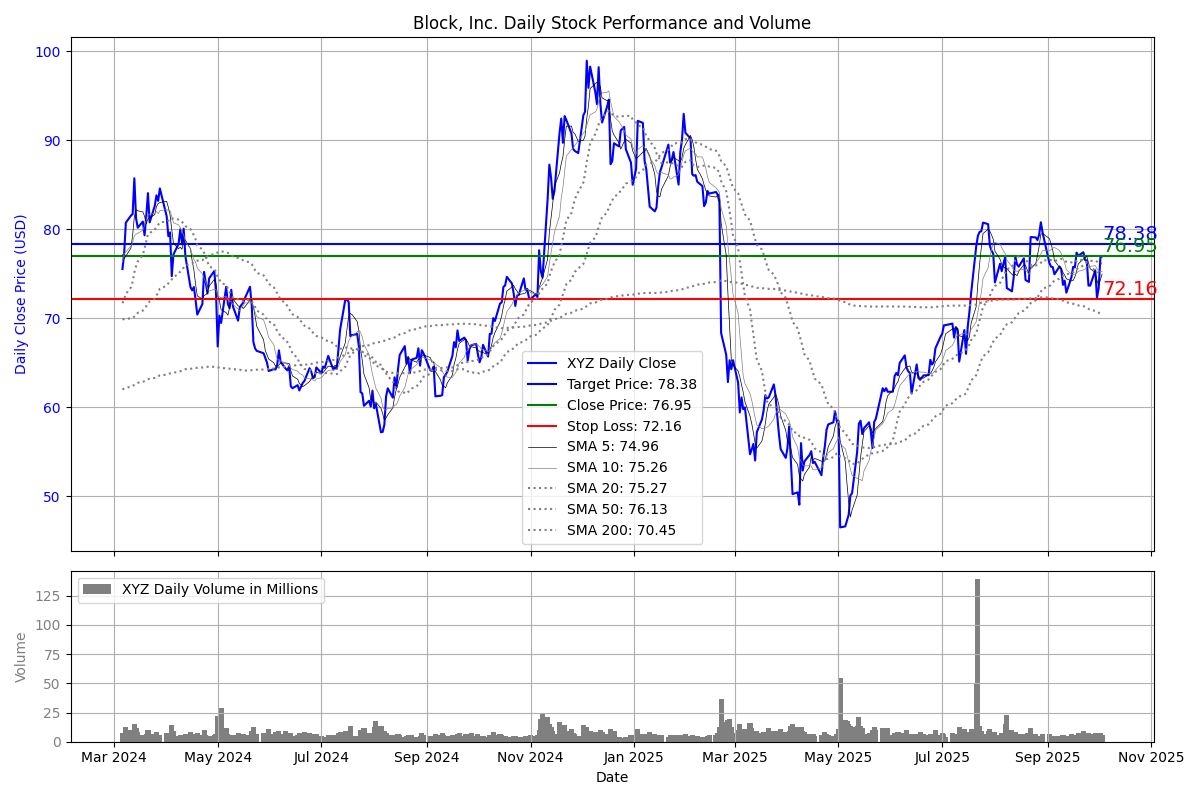 Block, Inc. Daily Stock Performance and Volume
Daily Close Price (USD)
100
90
80
70
60
50
78.38
76.95
72.16
XYZ Daily Close
Target Price: 78.38
Close Price: 76.95
Stop Loss: 72.16
SMA 5: 74.96
SMA 10: 75.26
SMA 20: 75.27
SMA 50: 76.13
SMA 200: 70.45
XYZ Daily Volume in Millions
Volume
125
100
75
50
25
0
Mar 2024 May 2024 Jul 2024 Sep 2024 Nov 2024 Jan 2025 Mar 2025 May 2025 Jul 2025 Sep 2025 Nov 2025
Date